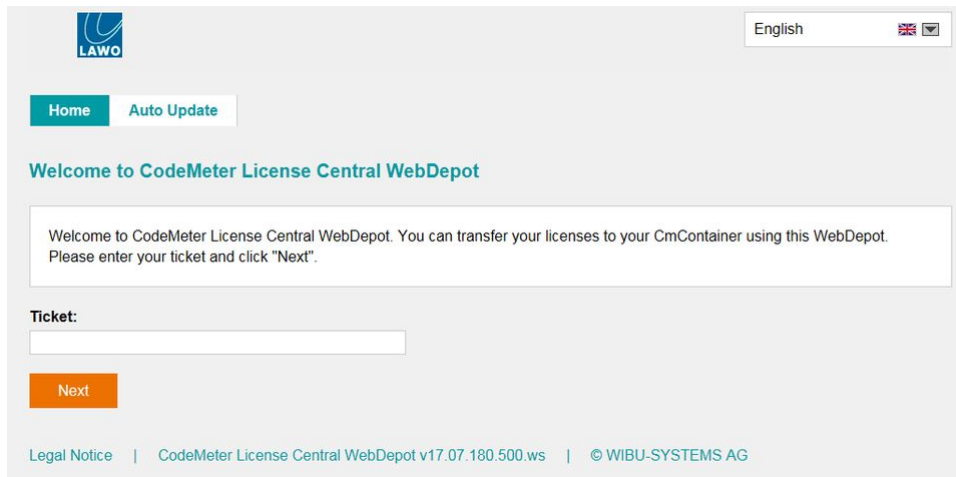 LAWO
English
Home Auto Update
Welcome to CodeMeter License Central WebDepot
Welcome to CodeMeter License Central WebDepot. You can transfer your licenses to your CmContainer using this WebDepot.
Please enter your ticket and click "Next".
Ticket:
Next
Legal Notice | CodeMeter License Central WebDepot v17.07.180.500.ws | © WIBU-SYSTEMS AG